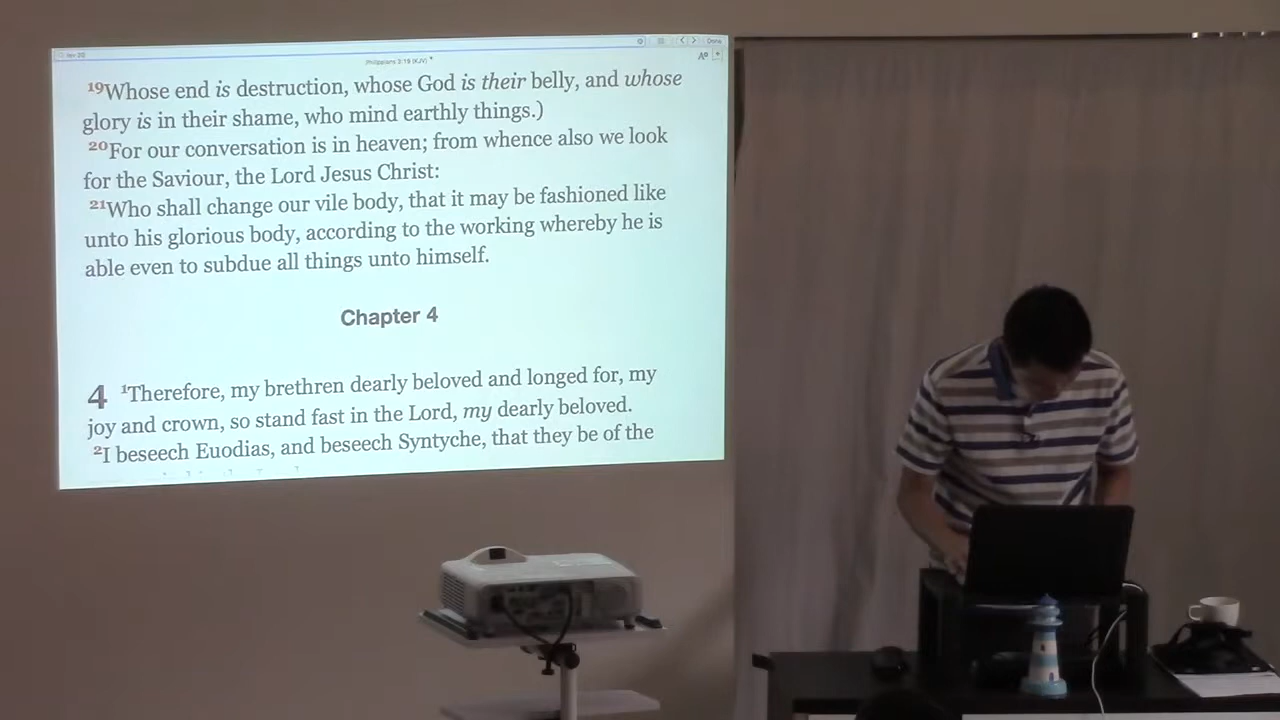 rev 20
Done
Philippians 3:19 (KJV)
19Whose end is destruction, whose God is their belly, and whose
glory is in their shame, who mind earthly things.)
20For our conversation is in heaven; from whence also we look
for the Saviour, the Lord Jesus Christ:
21Who shall change our vile body, that it may be fashioned like
unto his glorious body, according to the working whereby he is
able even to subdue all things unto himself.
Chapter 4
4 1Therefore, my brethren dearly beloved and longed for, my
joy and crown, so stand fast in the Lord, my dearly beloved.
2I beseech Euodias, and beseech Syntyche, that they be of the